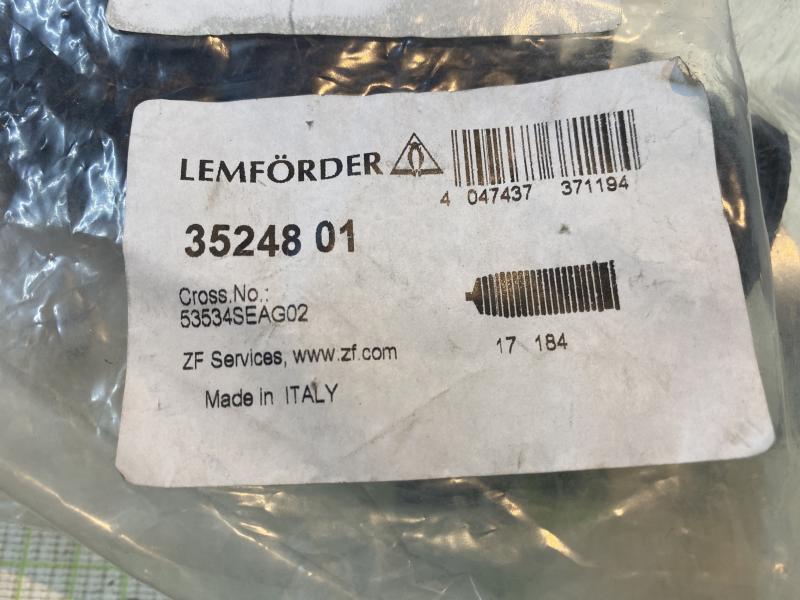 LEMFÖRDER
4 047437 371194
35248 01
Cross.No.:
53534SEAG02
17 184
ZF Services, www.zf.com
Made in ITALY